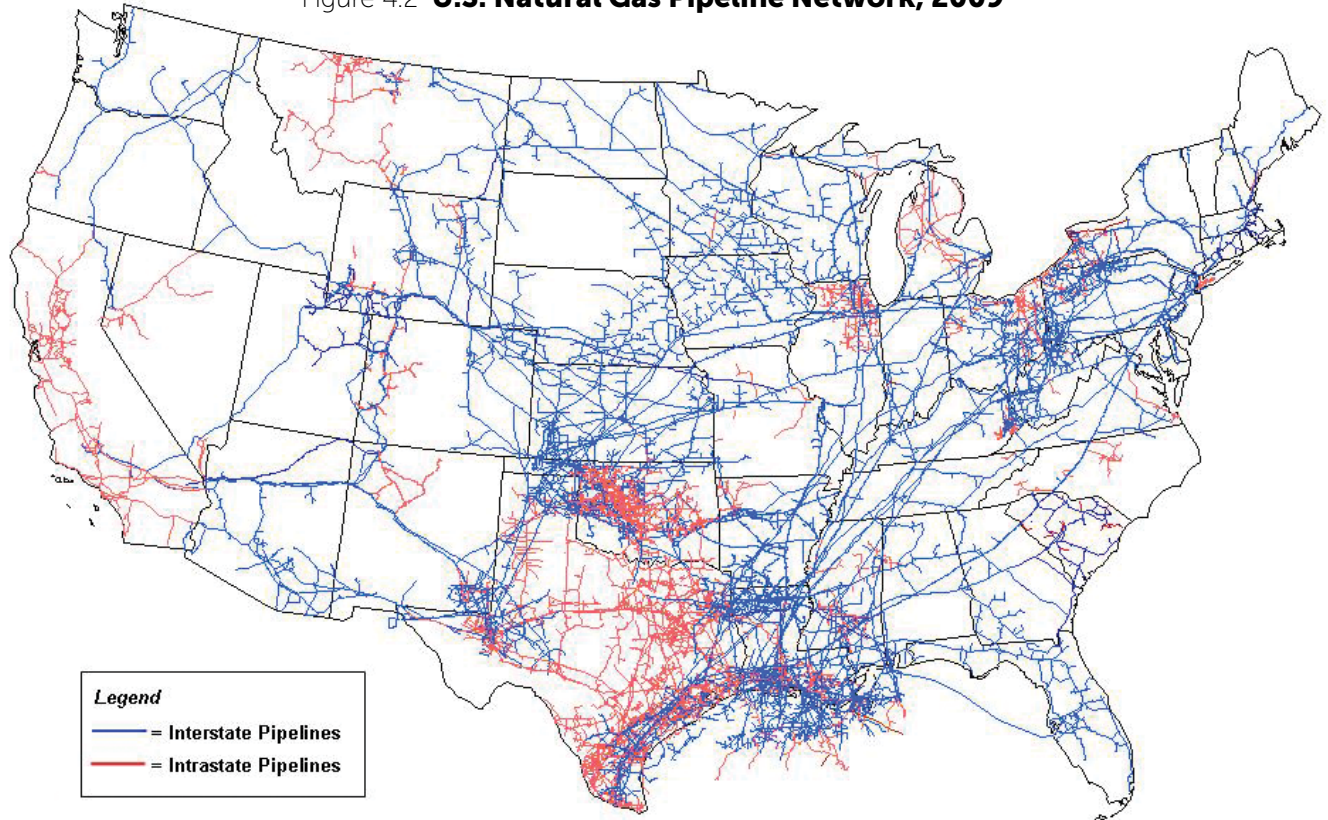 Figure 4.2 U.S. Natural Gas Pipeline Network, 2009
Legend
= Interstate Pipelines
= Intrastate Pipelines